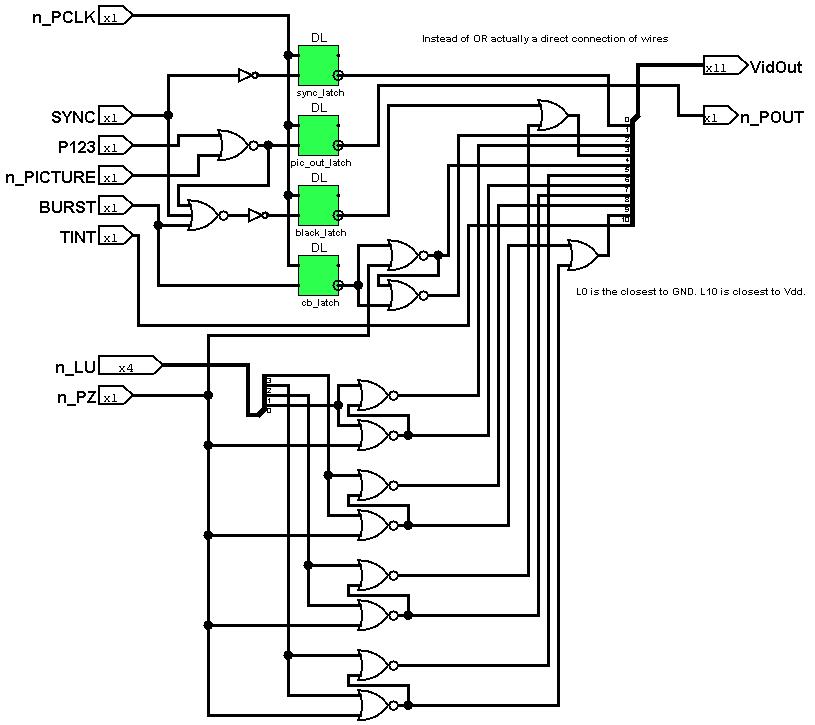 n_PCLK x1
DL
Instead of OR actually a direct connection of wires
x11 VidOut
sync_latch
SYNC x1
DL
x1 n_POUT
P123 x1
pic_out_latch
n_PICTURE x1
DL
BURST x1
black_latch
TINT x1
DL
cb_latch
0
1
2
3
4
5
6
7
8
9
10
L0 is the closest to GND. L10 is closest to Vdd.
n_LU x4
n_PZ x1
3
2
1
0